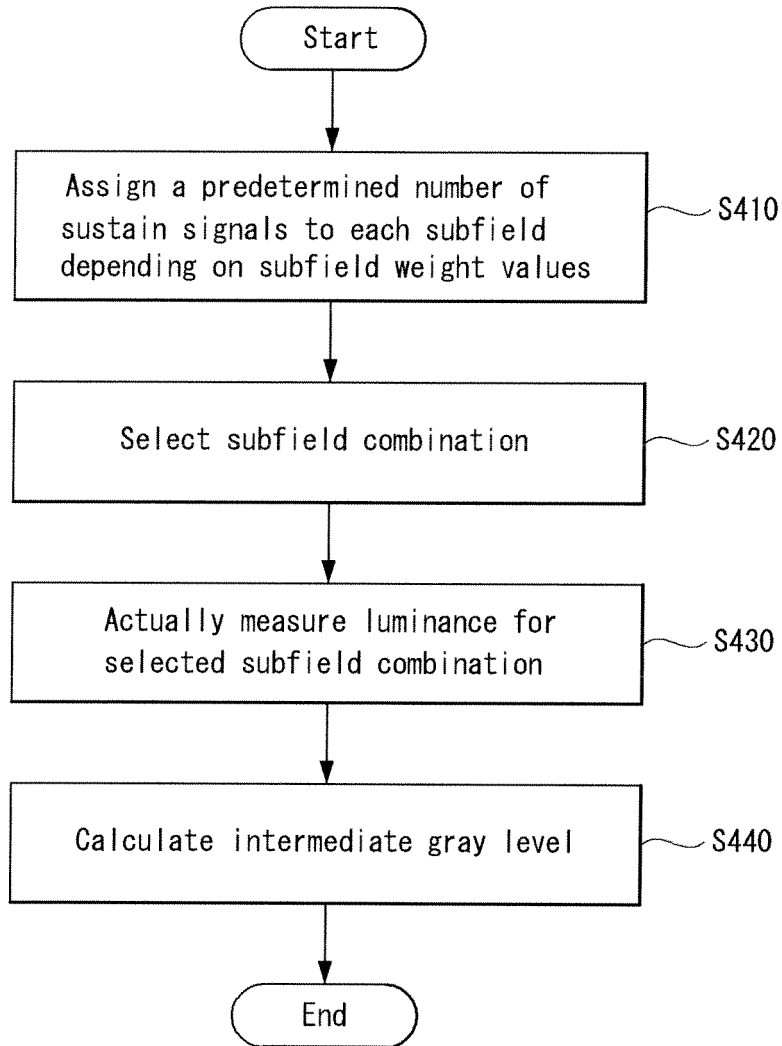 Start
Assign a predetermined number of
sustain signals to each subfield
depending on subfield weight values
S410
Select subfield combination
S420
Actually measure luminance for
selected subfield combination
S430
Calculate intermediate gray level
S440
End